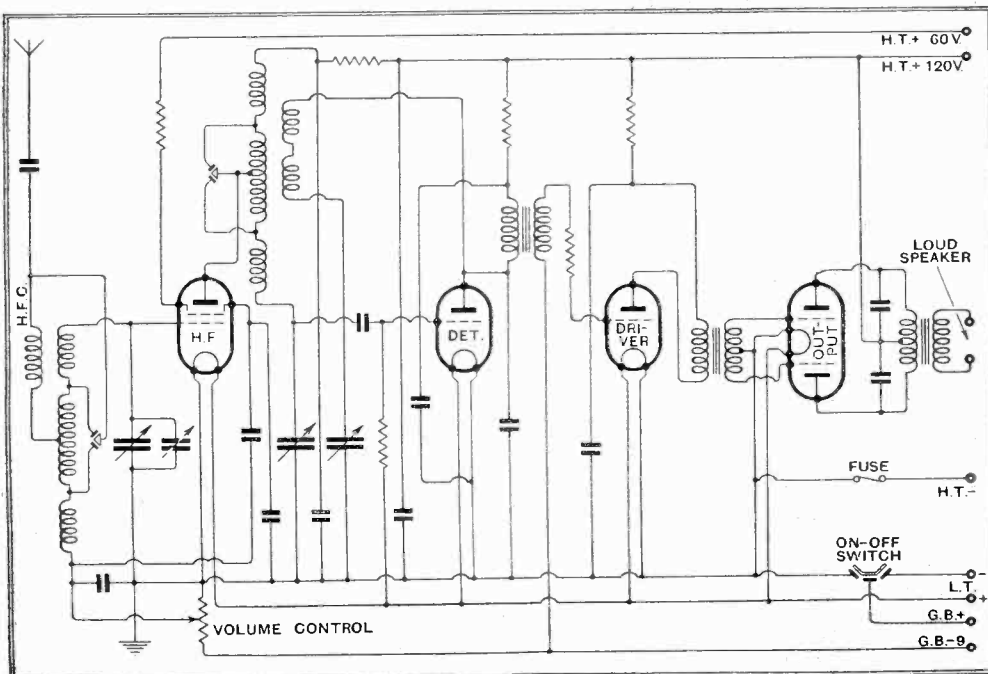 H.T.+ 60V.
H.T.+ 120V.
H.F.C.
H.F
DET.
DRI-
VER
OUT-
PUT
LOUD
SPEAKER
FUSE
H.T.-
ON-OFF
SWITCH
-
L.T.
+
G.B.+
VOLUME CONTROL
G.B.-9